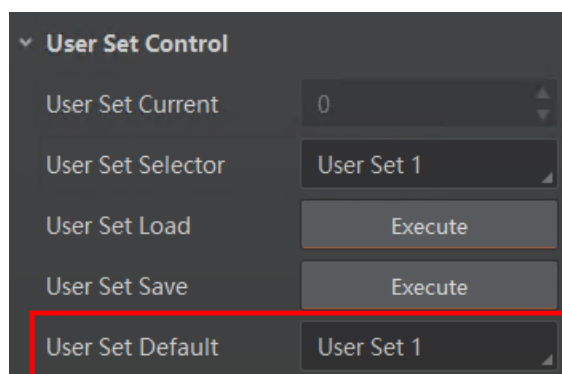 User Set Control
User Set Current 0
User Set Selector User Set 1
User Set Load Execute
User Set Save Execute
User Set Default User Set 1